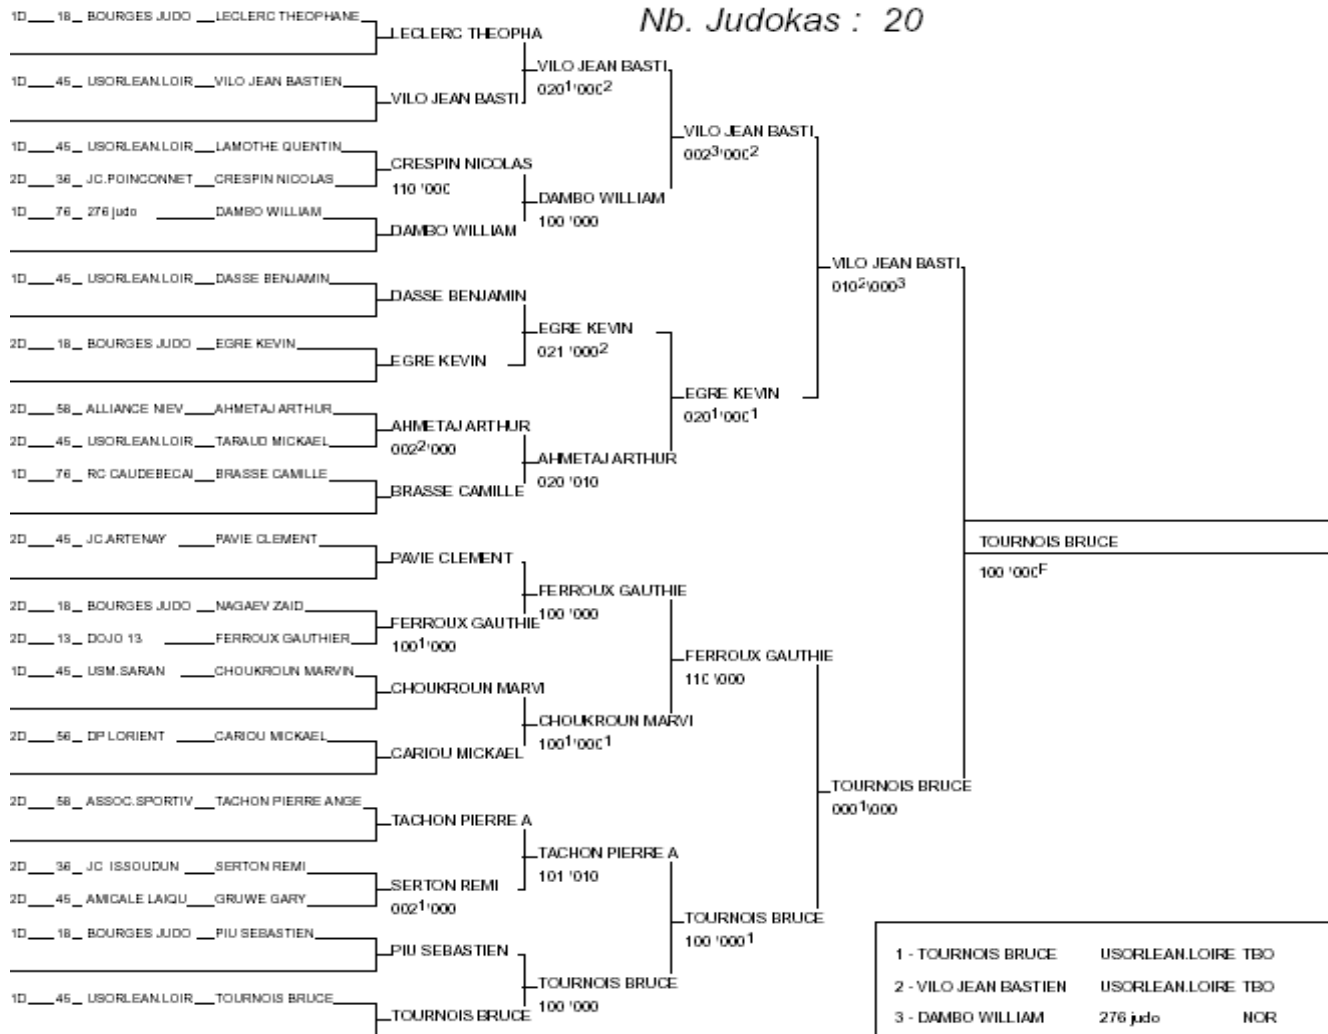 Nb. Judokas : 20
1D 18 BOURGES JUDO LECLERC THEOPHANE
LECLERC THEOPHA
VILO JEAN BASTI
020¹'000²
1D 45 USORLEAN.LOIR VILO JEAN BASTIEN
VILO JEAN BASTI
VILO JEAN BASTI
002³'000²
1D 45 USORLEAN.LOIR LAMOTHE QUENTIN
CRESPIN NICOLAS
110 '000
2D 36 JC.POINCONNET CRESPIN NICOLAS
DAMBO WILLIAM
100 '000
1D 76 276 judo DAMBO WILLIAM
DAMBO WILLIAM
VILO JEAN BASTI
010²\000³
1D 45 USORLEAN.LOIR DASSE BENJAMIN
DASSE BENJAMIN
EGRE KEVIN
021 '000²
2D 18 BOURGES JUDO EGRE KEVIN
EGRE KEVIN
EGRE KEVIN
020¹'000¹
2D 58 ALLIANCE NIEV AHMETAJ ARTHUR
AHMETAJ ARTHUR
002²'000
2D 45 USORLEAN.LOIR TARAUD MICKAEL
AHMETAJ ARTHUR
020 '010
1D 76 RC CAUDEBECAI BRASSE CAMILLE
BRASSE CAMILLE
TOURNOIS BRUCE
100 '000F
2D 45 JC.ARTENAY PAVIE CLEMENT
PAVIE CLEMENT
FERROUX GAUTHIE
100 '000
2D 18 BOURGES JUDO NAGAEV ZAID
FERROUX GAUTHIE
100¹'000
2D 13 DOJO 13 FERROUX GAUTHIER
FERROUX GAUTHIE
110 \000
1D 45 USM.SARAN CHOUKROUN MARVIN
CHOUKROUN MARVI
CHOUKROUN MARVI
100¹'000¹
2D 56 DP LORIENT CARIOU MICKAEL
CARIOU MICKAEL
TOURNOIS BRUCE
000¹\000
2D 58 ASSOC.SPORTIV TACHON PIERRE ANGE
TACHON PIERRE A
TACHON PIERRE A
101 '010
2D 36 JC ISSOUDUN SERTON REMI
SERTON REMI
002¹'000
2D 45 AMICALE LAIQU GRUWE GARY
TOURNOIS BRUCE
100 '000¹
1D 18 BOURGES JUDO PIU SEBASTIEN
PIU SEBASTIEN
TOURNOIS BRUCE
100 '000
1D 45 USORLEAN.LOIR TOURNOIS BRUCE
TOURNOIS BRUCE
1 - TOURNOIS BRUCE USORLEAN.LOIRE TBO
2 - VILO JEAN BASTIEN USORLEAN.LOIRE TBO
3 - DAMBO WILLIAM 276 judo NOR